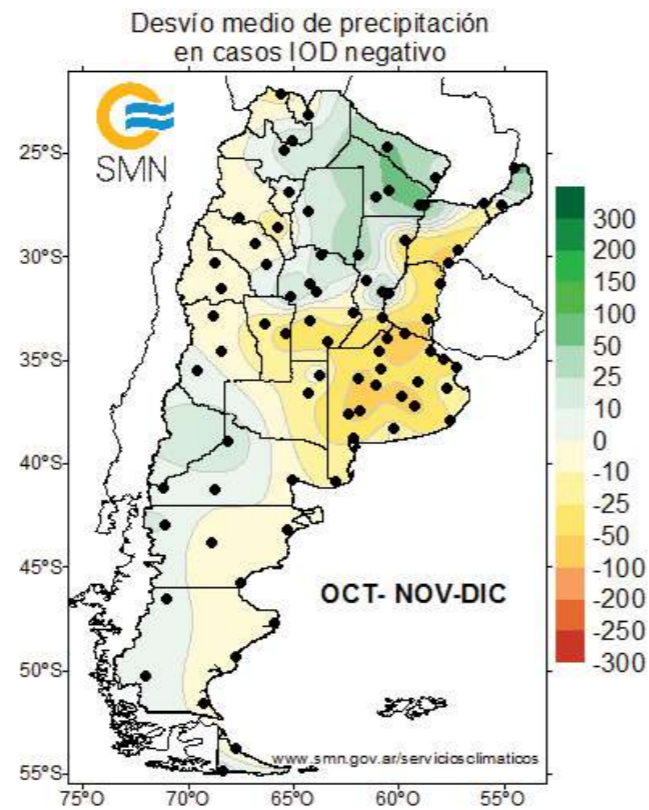 Desvío medio de precipitación
en casos IOD negativo
SMN
25°S
30°S
35°S
40°S
45°S
50°S
55°S
300
200
150
100
50
25
10
0
-10
-25
-50
-100
-200
-250
-300
OCT- NOV-DIC
www.smn.gov.ar/serviciosclimaticos
75°O 70°O 65°O 60°O 55°O